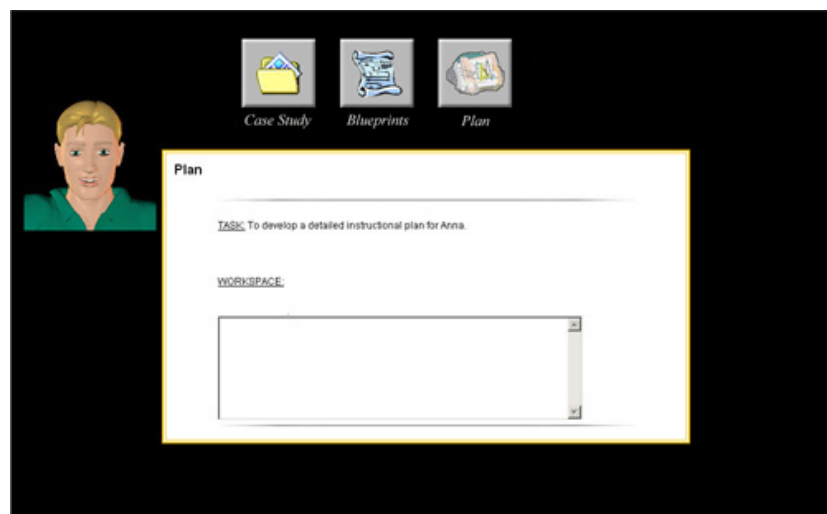 Case Study Blueprints Plan
Plan
TASK: To develop a detailed instructional plan for Anna.
WORKSPACE: